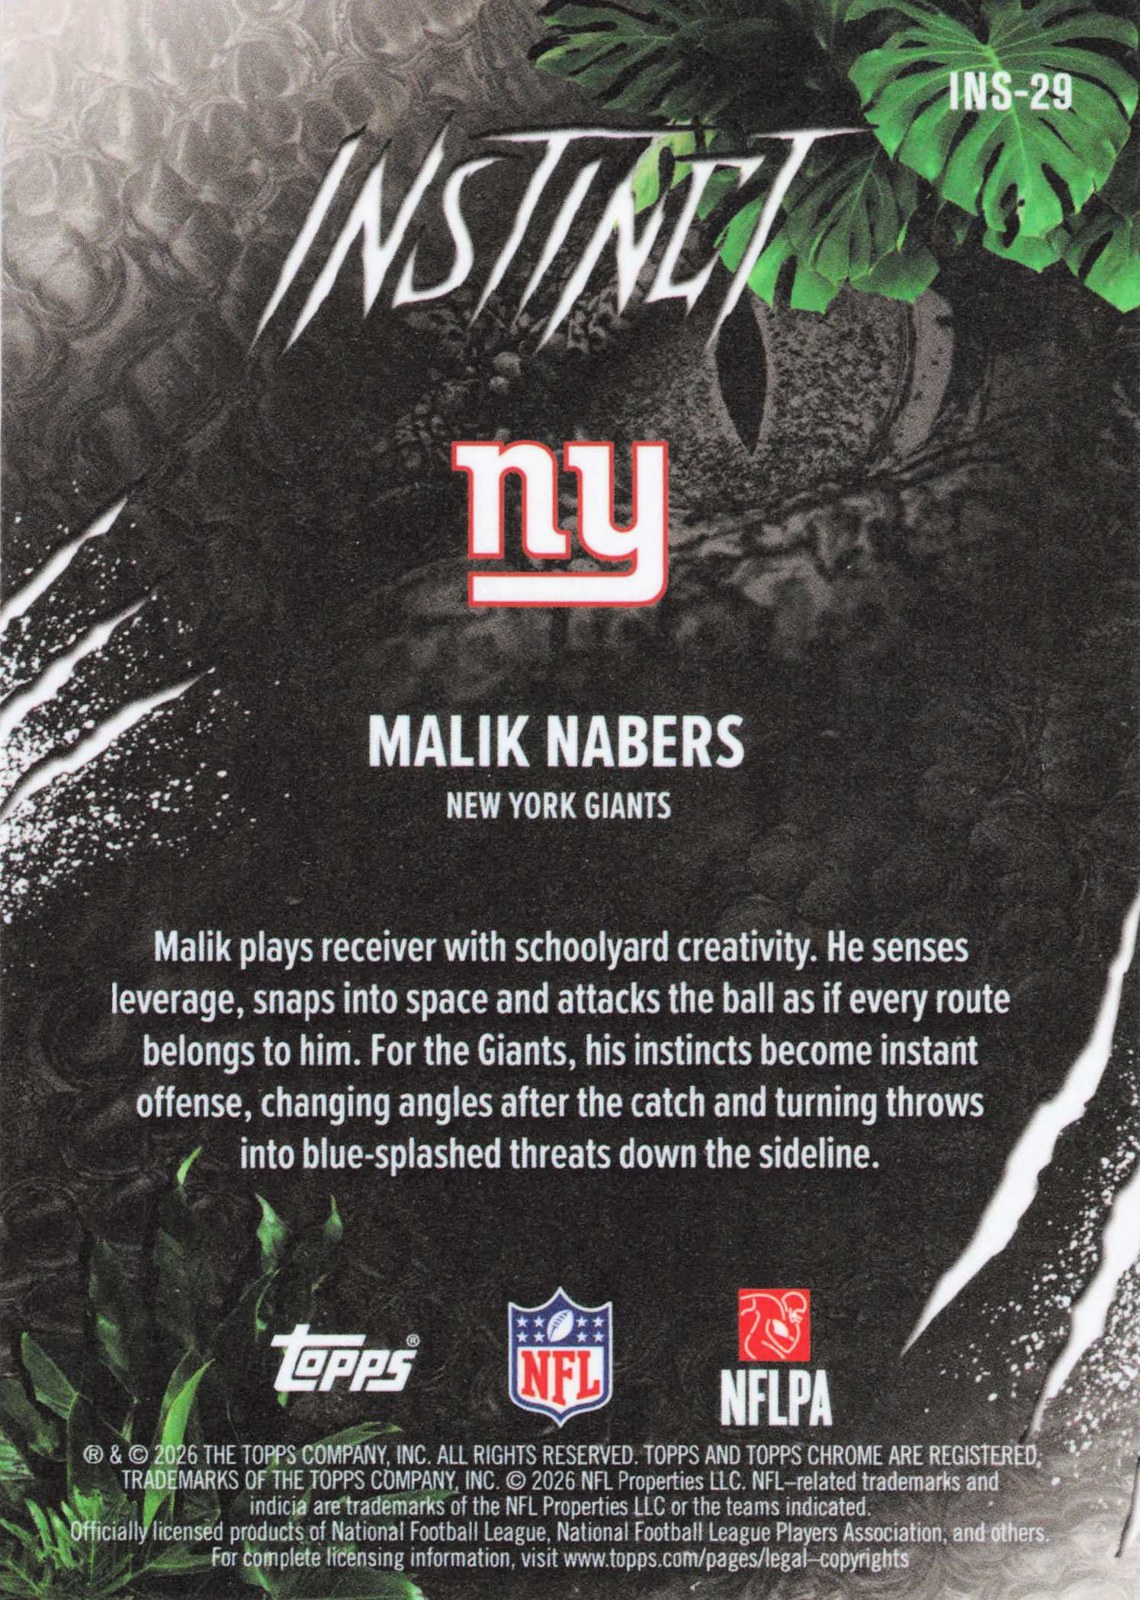 INS-29
INSTINCT
ny
MALIK NABERS
NEW YORK GIANTS
Malik plays receiver with schoolyard creativity. He senses
leverage, snaps into space and attacks the ball as if every route
belongs to him. For the Giants, his instincts become instant
offense, changing angles after the catch and turning throws
into blue-splashed threats down the sideline.
topps®
NFL
NFLPA
® & © 2026 THE TOPPS COMPANY, INC. ALL RIGHTS RESERVED. TOPPS AND TOPPS CHROME ARE REGISTERED
TRADEMARKS OF THE TOPPS COMPANY, INC. © 2026 NFL Properties LLC. NFL-related trademarks and
indicia are trademarks of the NFL Properties LLC or the teams indicated.
Officially licensed products of National Football League, National Football League Players Association, and others.
For complete licensing information, visit www.topps.com/pages/legal-copyrights